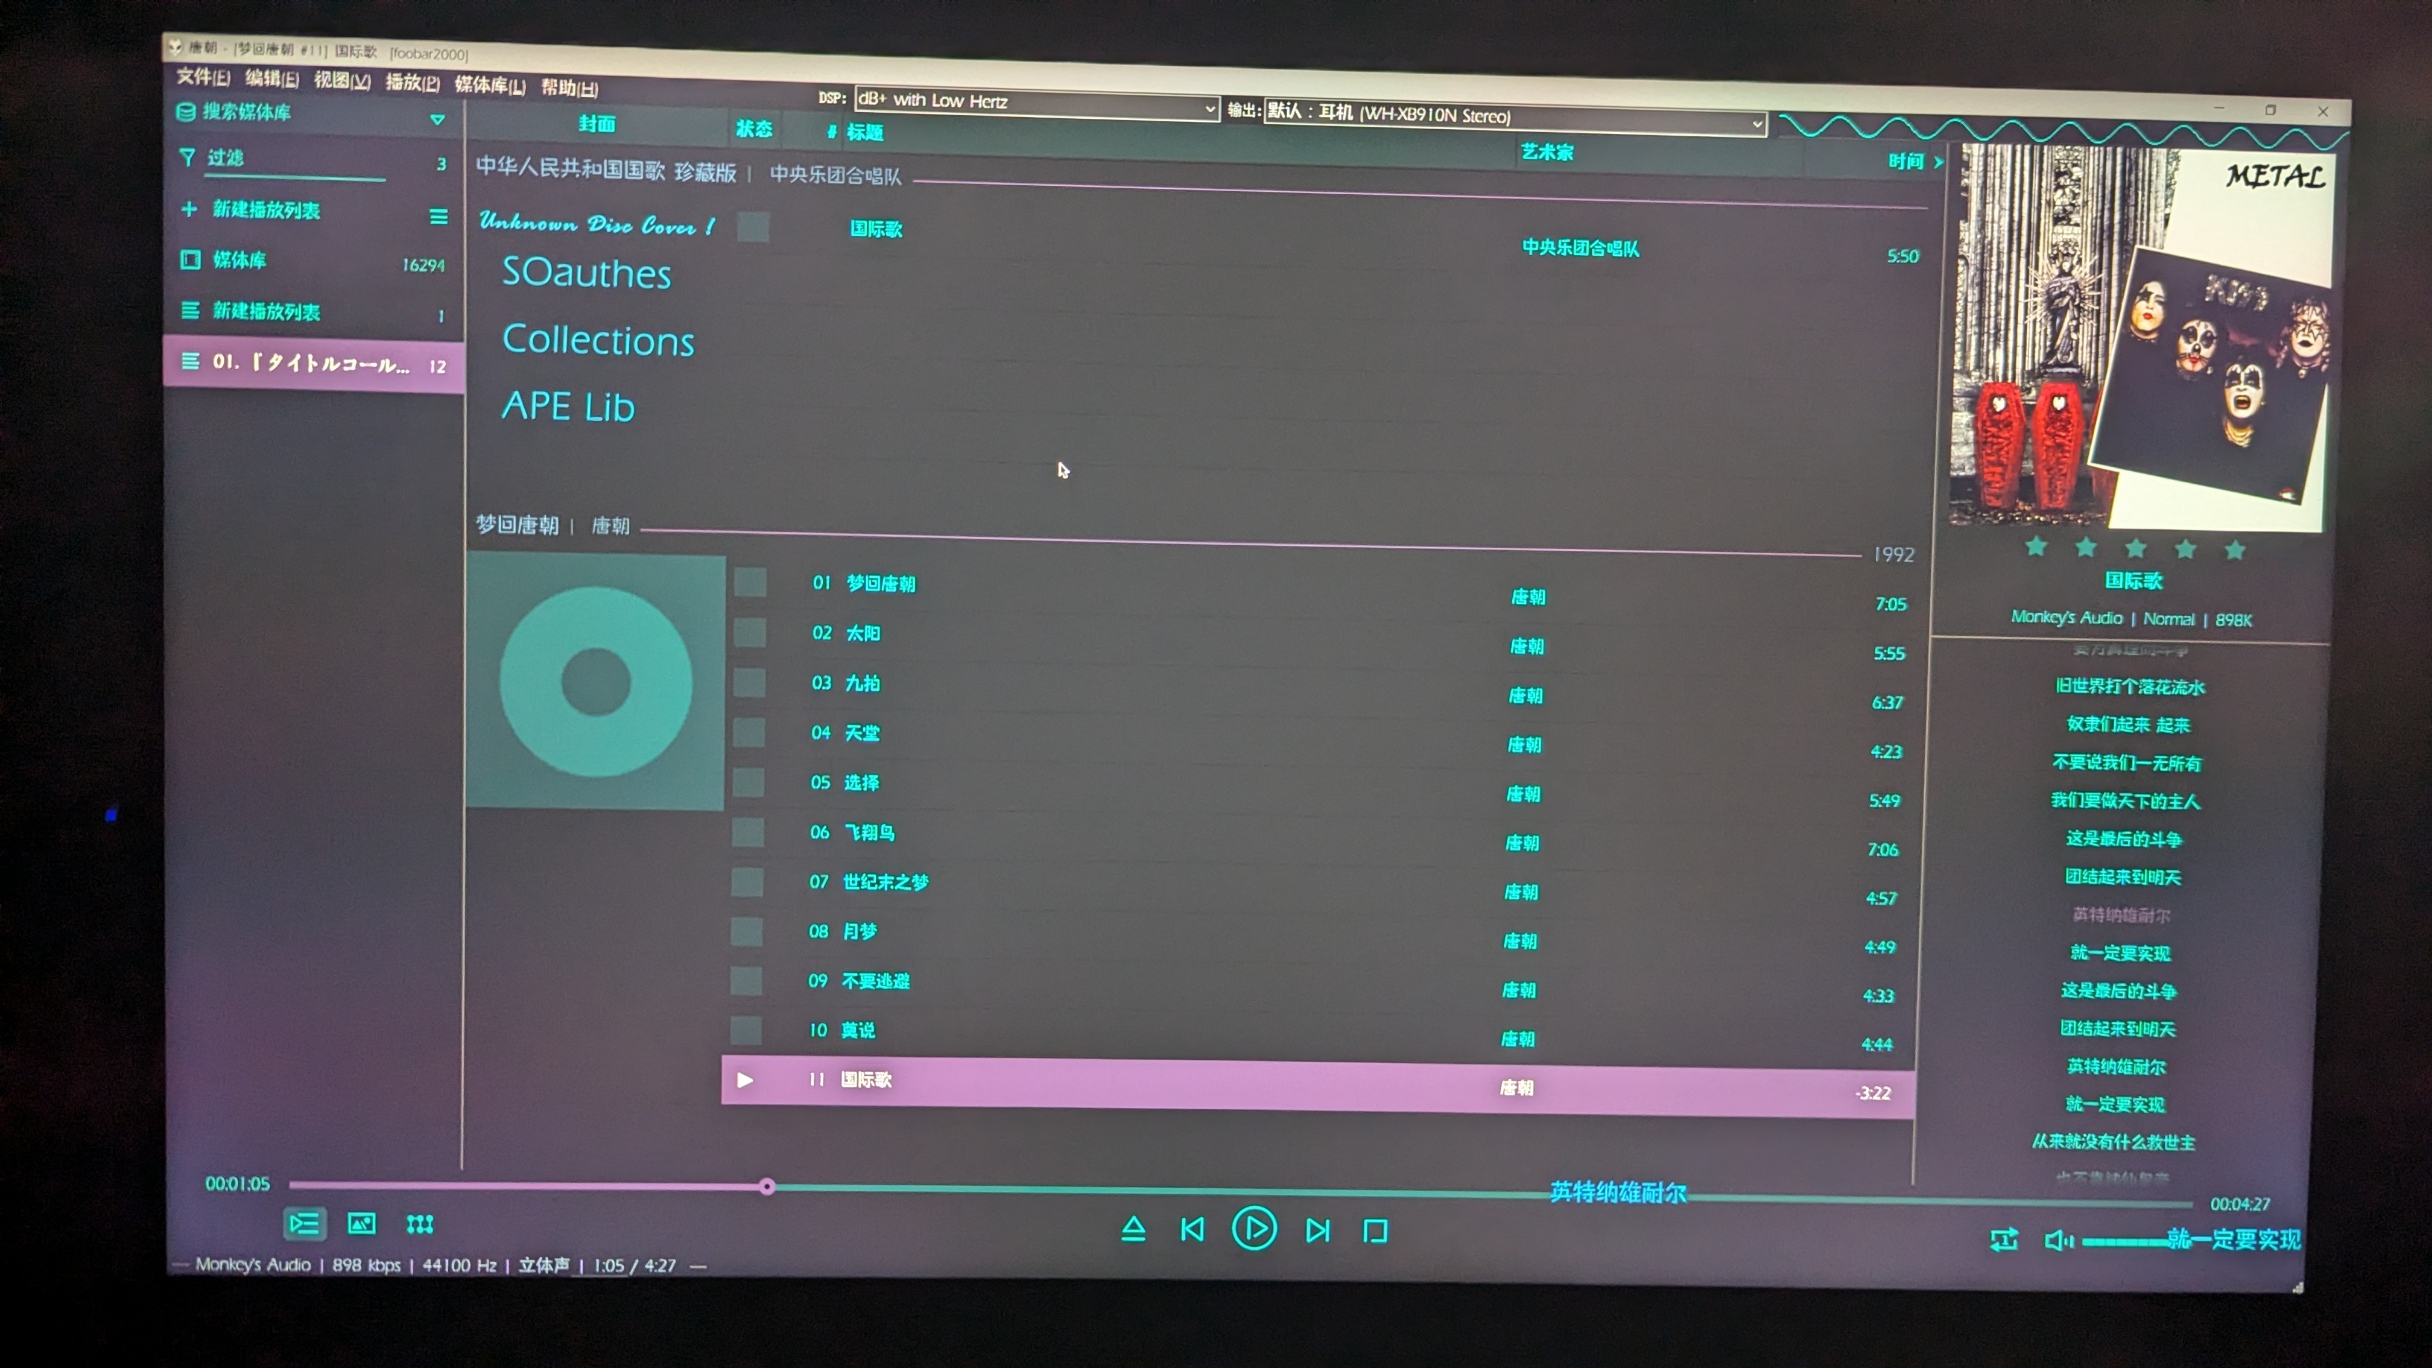 唐朝 - [梦回唐朝 #11] 国际歌 [foobar2000]
文件(F) 编辑(E) 视图(V) 播放(P) 媒体库(L) 帮助(H)
DSP: dB+ with Low Hertz
输出: 默认 : 耳机 (WH-XB910N Stereo)
搜索媒体库
过滤 3
新建播放列表
媒体库 16294
新建播放列表 1
01.『タイトルコール... 12
封面 状态 # 标题 艺术家 时间
中华人民共和国国歌 珍藏版 | 中央乐团合唱队
Unknown Disc Cover !
国际歌 中央乐团合唱队 5:50
SOauthes
Collections
APE Lib
梦回唐朝 | 唐朝 1992
01 梦回唐朝 唐朝 7:05
02 太阳 唐朝 5:55
03 九拍 唐朝 6:37
04 天堂 唐朝 4:23
05 选择 唐朝 5:49
06 飞翔鸟 唐朝 7:06
07 世纪末之梦 唐朝 4:57
08 月梦 唐朝 4:49
09 不要逃避 唐朝 4:33
10 莫说 唐朝 4:44
11 国际歌 唐朝 -3:22
METAL
KISS
国际歌
Monkey's Audio | Normal | 898K
旧世界打个落花流水
奴隶们起来 起来
不要说我们一无所有
我们要做天下的主人
这是最后的斗争
团结起来到明天
英特纳雄耐尔
就一定要实现
这是最后的斗争
团结起来到明天
英特纳雄耐尔
就一定要实现
从来就没有什么救世主
00:01:05
英特纳雄耐尔
00:04:27
就一定要实现
Monkey's Audio | 898 kbps | 44100 Hz | 立体声 | 1:05 / 4:27